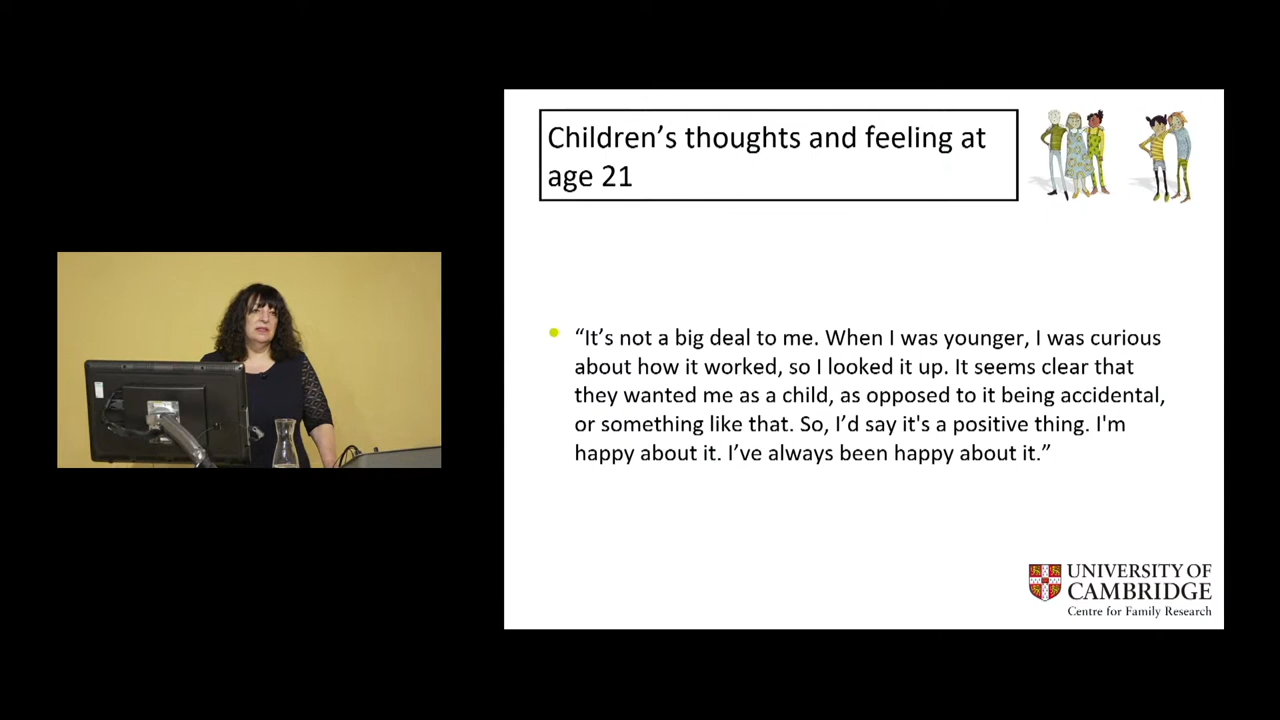 Children’s thoughts and feeling at
age 21
“It’s not a big deal to me. When I was younger, I was curious
about how it worked, so I looked it up. It seems clear that
they wanted me as a child, as opposed to it being accidental,
or something like that. So, I’d say it's a positive thing. I'm
happy about it. I’ve always been happy about it.”
UNIVERSITY OF
CAMBRIDGE
Centre for Family Research